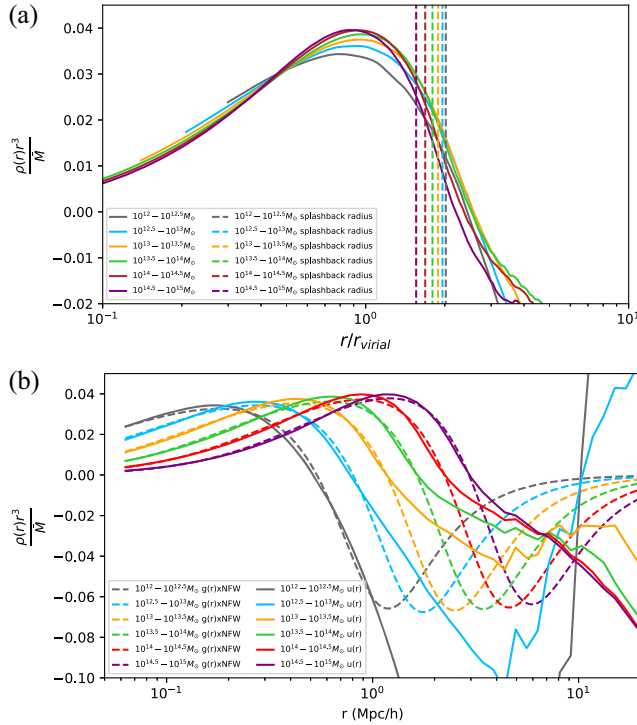 (a)
0.04
0.03
0.02
0.01
0.00
−0.01
−0.02
ρ(r)r³ / M̄
10¹² − 10¹²·⁵M⊙
10¹²·⁵ − 10¹³M⊙
10¹³ − 10¹³·⁵M⊙
10¹³·⁵ − 10¹⁴M⊙
10¹⁴ − 10¹⁴·⁵M⊙
10¹⁴·⁵ − 10¹⁵M⊙
10¹² − 10¹²·⁵M⊙ splashback radius
10¹²·⁵ − 10¹³M⊙ splashback radius
10¹³ − 10¹³·⁵M⊙ splashback radius
10¹³·⁵ − 10¹⁴M⊙ splashback radius
10¹⁴ − 10¹⁴·⁵M⊙ splashback radius
10¹⁴·⁵ − 10¹⁵M⊙ splashback radius
10⁻¹ 10⁰ 10¹
r/r_virial
(b)
0.04
0.02
0.00
−0.02
−0.04
−0.06
−0.08
−0.10
ρ(r)r³ / M̄
10¹² − 10¹²·⁵M⊙ g(r)xNFW
10¹²·⁵ − 10¹³M⊙ g(r)xNFW
10¹³ − 10¹³·⁵M⊙ g(r)xNFW
10¹³·⁵ − 10¹⁴M⊙ g(r)xNFW
10¹⁴ − 10¹⁴·⁵M⊙ g(r)xNFW
10¹⁴·⁵ − 10¹⁵M⊙ g(r)xNFW
10¹² − 10¹²·⁵M⊙ u(r)
10¹²·⁵ − 10¹³M⊙ u(r)
10¹³ − 10¹³·⁵M⊙ u(r)
10¹³·⁵ − 10¹⁴M⊙ u(r)
10¹⁴ − 10¹⁴·⁵M⊙ u(r)
10¹⁴·⁵ − 10¹⁵M⊙ u(r)
10⁻¹ 10⁰ 10¹
r (Mpc/h)